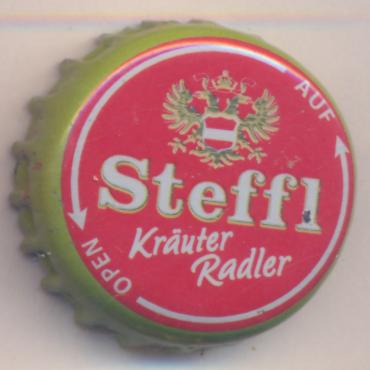 AUF
Steffl
Kräuter
Radler
OPEN